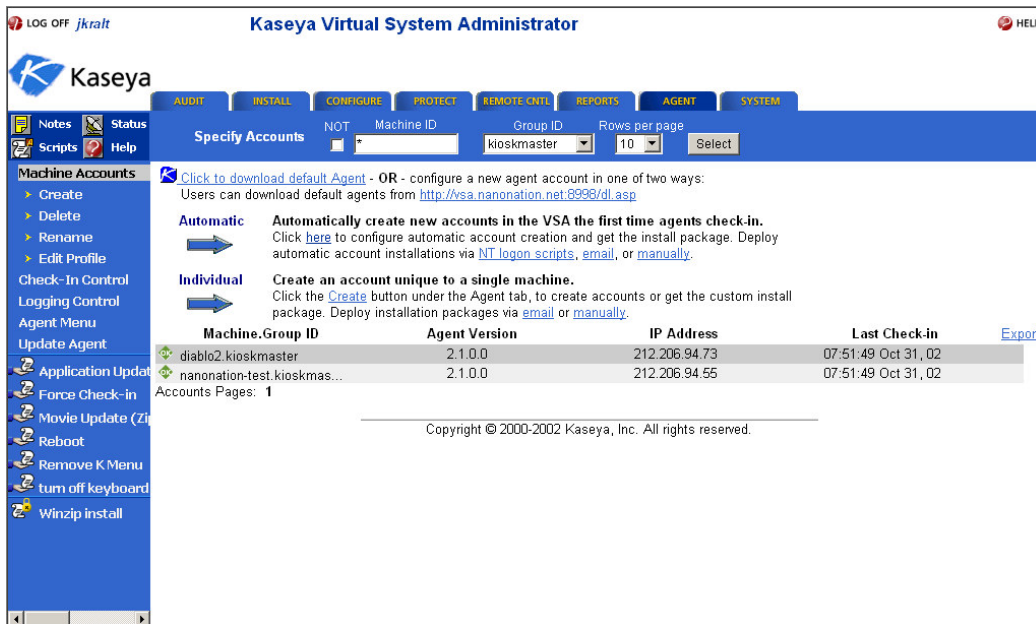 LOG OFF jkralt
Kaseya Virtual System Administrator
HEL
Kaseya
AUDIT INSTALL CONFIGURE PROTECT REMOTE CNTL REPORTS AGENT SYSTEM
Notes Status
Scripts Help
Specify Accounts NOT Machine ID Group ID Rows per page
* kioskmaster 10 Select
Machine Accounts
Create
Delete
Rename
Edit Profile
Check-In Control
Logging Control
Agent Menu
Update Agent
Application Updat
Force Check-in
Movie Update (Zi
Reboot
Remove K Menu
turn off keyboard
Winzip install
Click to download default Agent - OR - configure a new agent account in one of two ways:
Users can download default agents from http://vsa.nanonation.net:8998/dl.asp
Automatic Automatically create new accounts in the VSA the first time agents check-in.
Click here to configure automatic account creation and get the install package. Deploy
automatic account installations via NT logon scripts, email, or manually.
Individual Create an account unique to a single machine.
Click the Create button under the Agent tab, to create accounts or get the custom install
package. Deploy installation packages via email or manually.
Machine.Group ID Agent Version IP Address Last Check-in Expor
OK diablo2.kioskmaster 2.1.0.0 212.206.94.73 07:51:49 Oct 31, 02
OK nanonation-test.kioskmas... 2.1.0.0 212.206.94.55 07:51:49 Oct 31, 02
Accounts Pages: 1
Copyright © 2000-2002 Kaseya, Inc. All rights reserved.